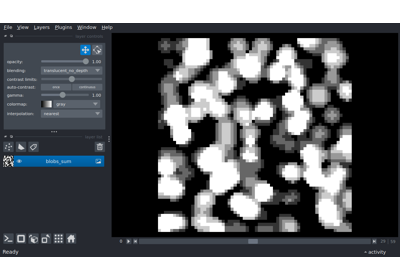 File View Layers Plugins Window Help
opacity: 1.00
blending: translucent_no_depth
contrast limits:
auto-contrast: once continuous
gamma: 1.00
colormap: gray
interpolation: nearest
blobs_sum
Ready
activity